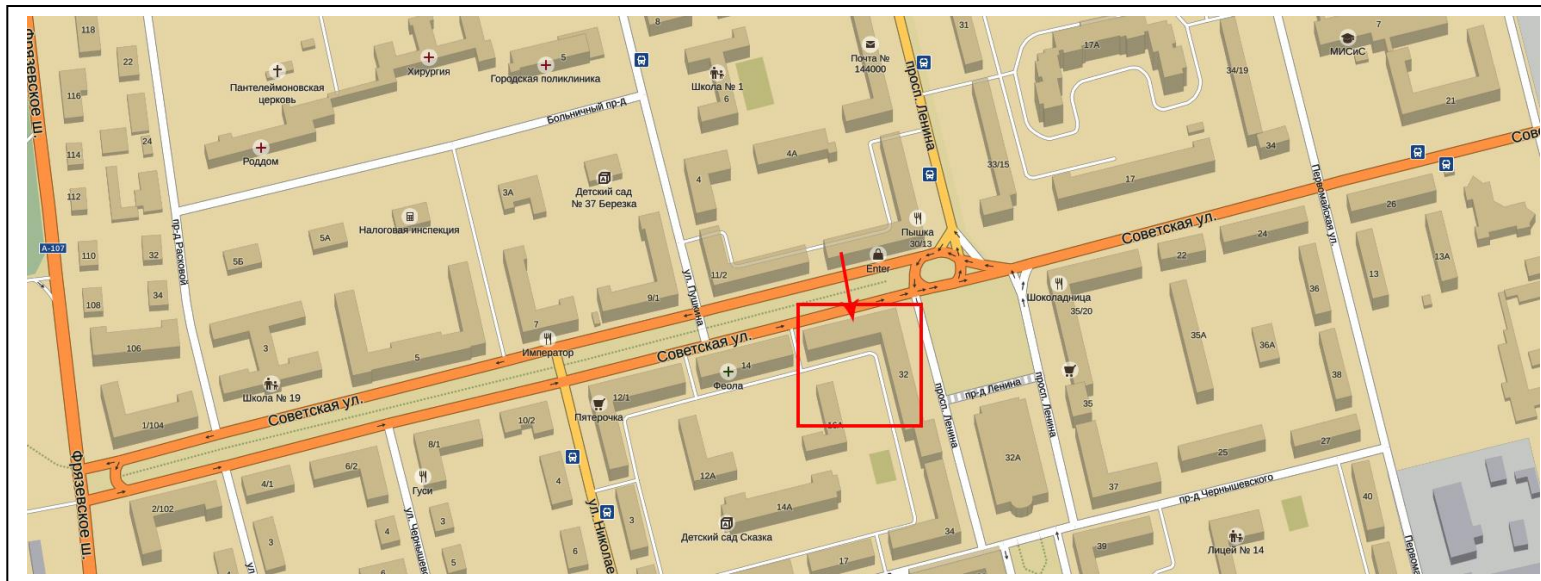 118
22
116
Фрязевское ш.
24
114
112
А-107
110
32
108
34
106
1/104
Пантелеймоновская
церковь
Хирургия
Городская поликлиника
5
Роддом
Больничный пр-д
пр-д Расковой
Налоговая инспекция
5А
5Б
3
Школа № 19
5
3А
Детский сад
№ 37 Березка
7
Император
9/1
ул. Пушкина
8
Школа № 1
6
4
4А
11/2
Почта №
144000
просп. Ленина
31
33/15
Пышка
30/13
Enter
17А
34/19
17
34
МИСиС
7
21
Сове
Советская ул.
Первомайская ул.
26
24
22
Шоколадница
35/20
36
13
13А
35А
36А
38
35
Советская ул.
Советская ул.
14
Феола
12/1
Пятерочка
10/2
8/1
Гуси
6/2
4/1
2/102
Фрязевское ш.
3
4
3
5
6
ул. Чернышевс
ул. Николае
4
6
3
12А
14А
Детский сад Сказка
16А
32
34
17
просп. Ленина
пр-д Ленина
просп. Ленина
32А
37
25
27
пр-д Чернышевского
39
Лицей № 14
40
Первома